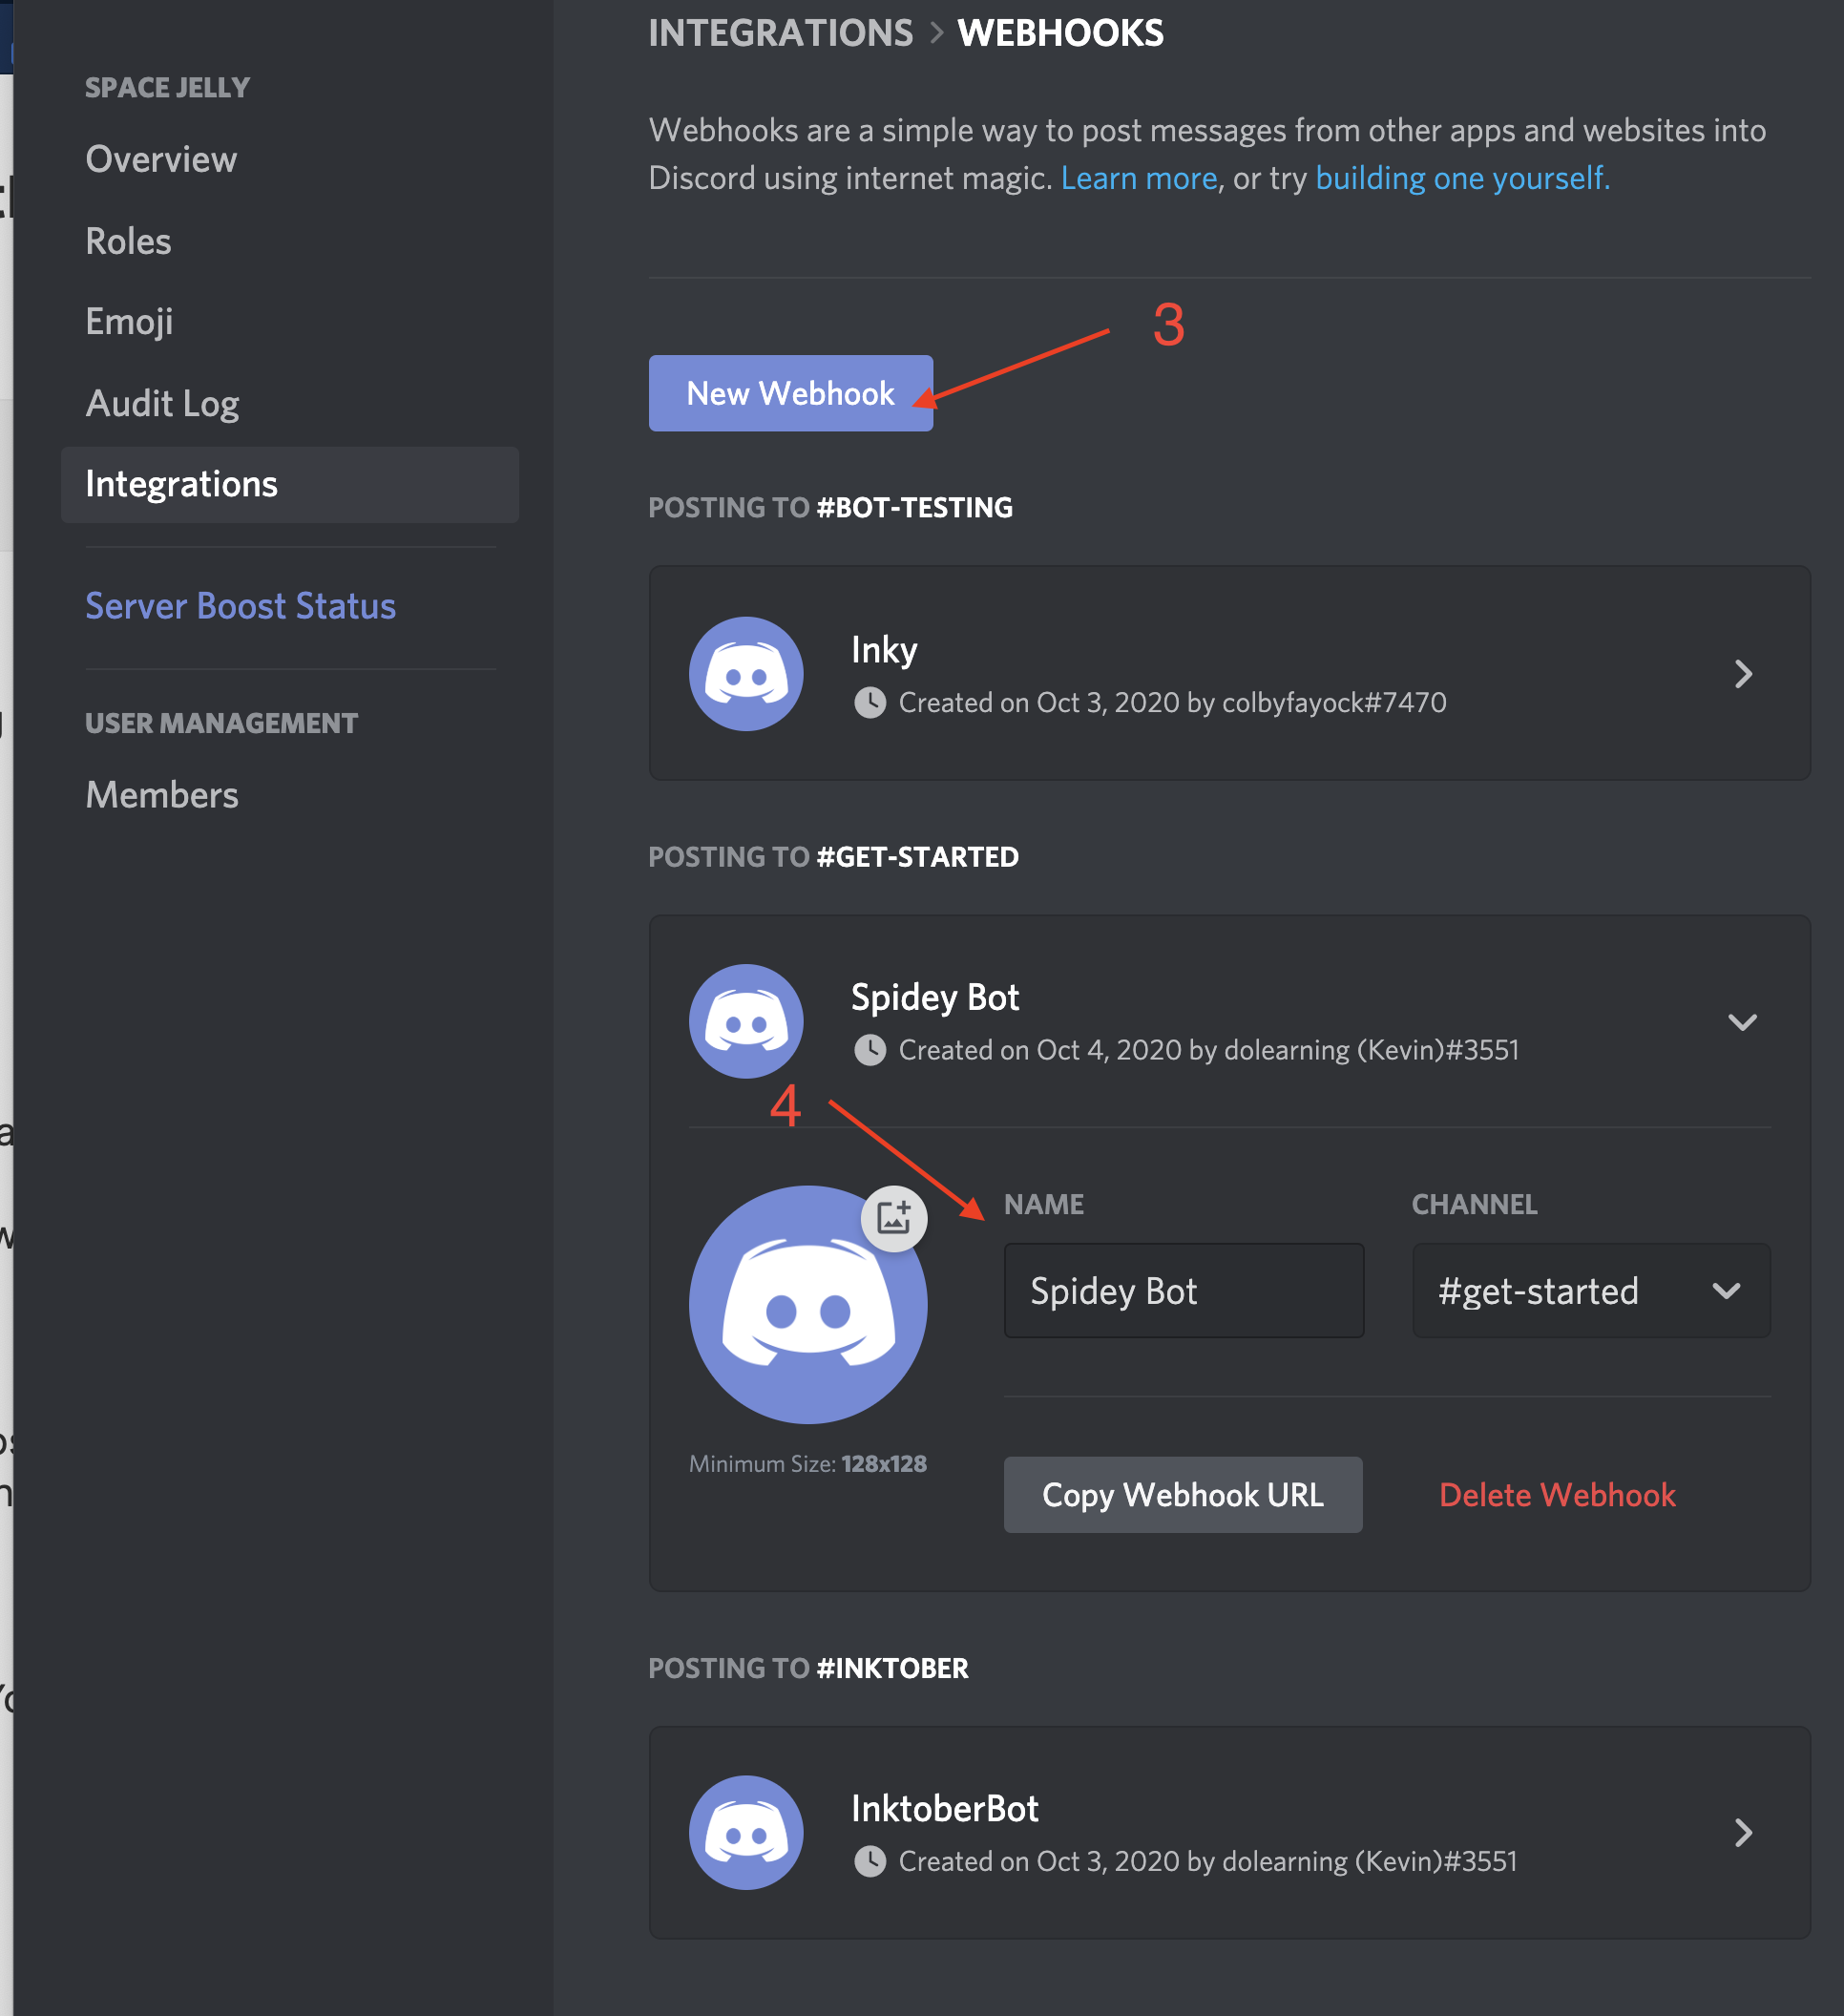 SPACE JELLY
Overview
Roles
Emoji
Audit Log
Integrations
Server Boost Status
USER MANAGEMENT
Members
INTEGRATIONS > WEBHOOKS
Webhooks are a simple way to post messages from other apps and websites into
Discord using internet magic. Learn more, or try building one yourself.
3
New Webhook
POSTING TO #BOT-TESTING
Inky
Created on Oct 3, 2020 by colbyfayock#7470
POSTING TO #GET-STARTED
Spidey Bot
Created on Oct 4, 2020 by dolearning (Kevin)#3551
4
NAME
CHANNEL
Spidey Bot
#get-started
Minimum Size: 128x128
Copy Webhook URL
Delete Webhook
POSTING TO #INKTOBER
InktoberBot
Created on Oct 3, 2020 by dolearning (Kevin)#3551